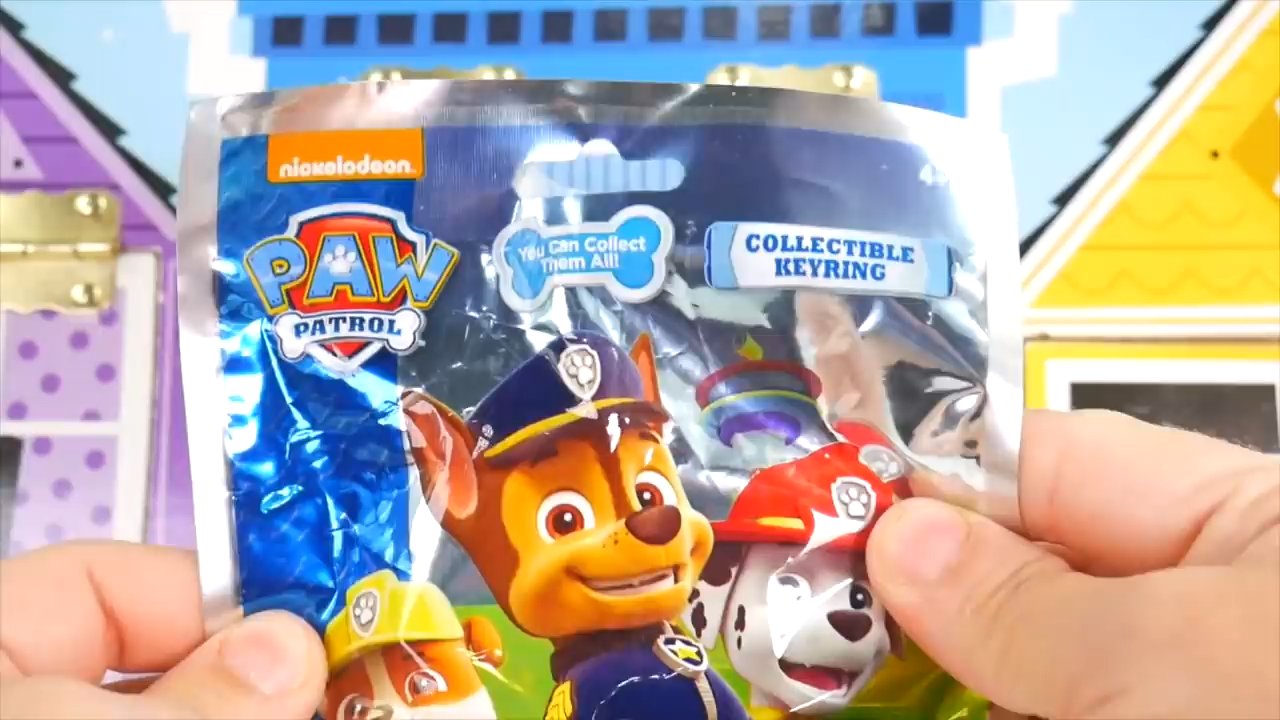 nickelodeon
PAW
PATROL
You Can Collect
Them All!
COLLECTIBLE
KEYRING